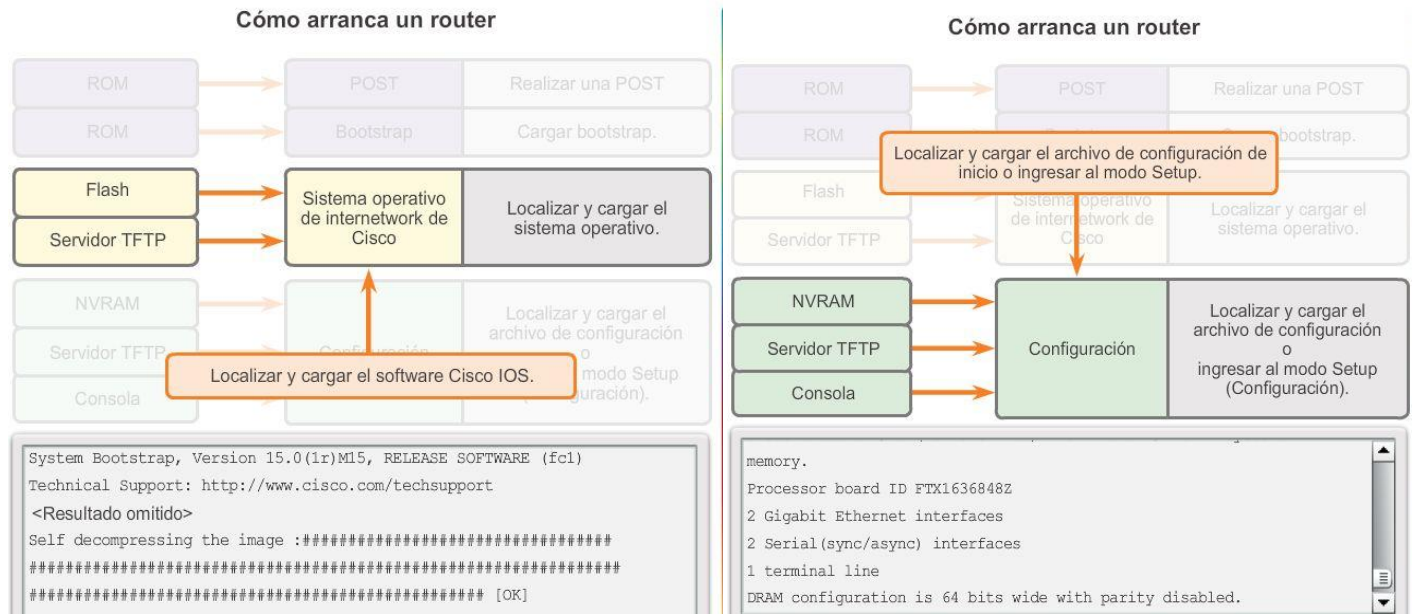 Cómo arranca un router
ROM
POST
Realizar una POST
ROM
Bootstrap
Cargar bootstrap.
Flash
Servidor TFTP
Sistema operativo
de internetwork de
Cisco
Localizar y cargar el
sistema operativo.
NVRAM
Servidor TFTP
Consola
Localizar y cargar el
archivo de configuración
o
modo Setup
Localizar y cargar el software Cisco IOS.
System Bootstrap, Version 15.0(1r)M15, RELEASE SOFTWARE (fc1)
Technical Support: http://www.cisco.com/techsupport
<Resultado omitido>
Self decompressing the image :##################################
#################################################################
################################################## [OK]
Cómo arranca un router
ROM
POST
Realizar una POST
ROM
bootstrap.
Localizar y cargar el archivo de configuración de
inicio o ingresar al modo Setup.
Flash
Servidor TFTP
Sistema operativo
de internetwork de
Cisco
Localizar y cargar el
sistema operativo.
NVRAM
Servidor TFTP
Consola
Configuración
Localizar y cargar el
archivo de configuración
o
ingresar al modo Setup
(Configuración).
memory.
Processor board ID FTX1636848Z
2 Gigabit Ethernet interfaces
2 Serial(sync/async) interfaces
1 terminal line
DRAM configuration is 64 bits wide with parity disabled.